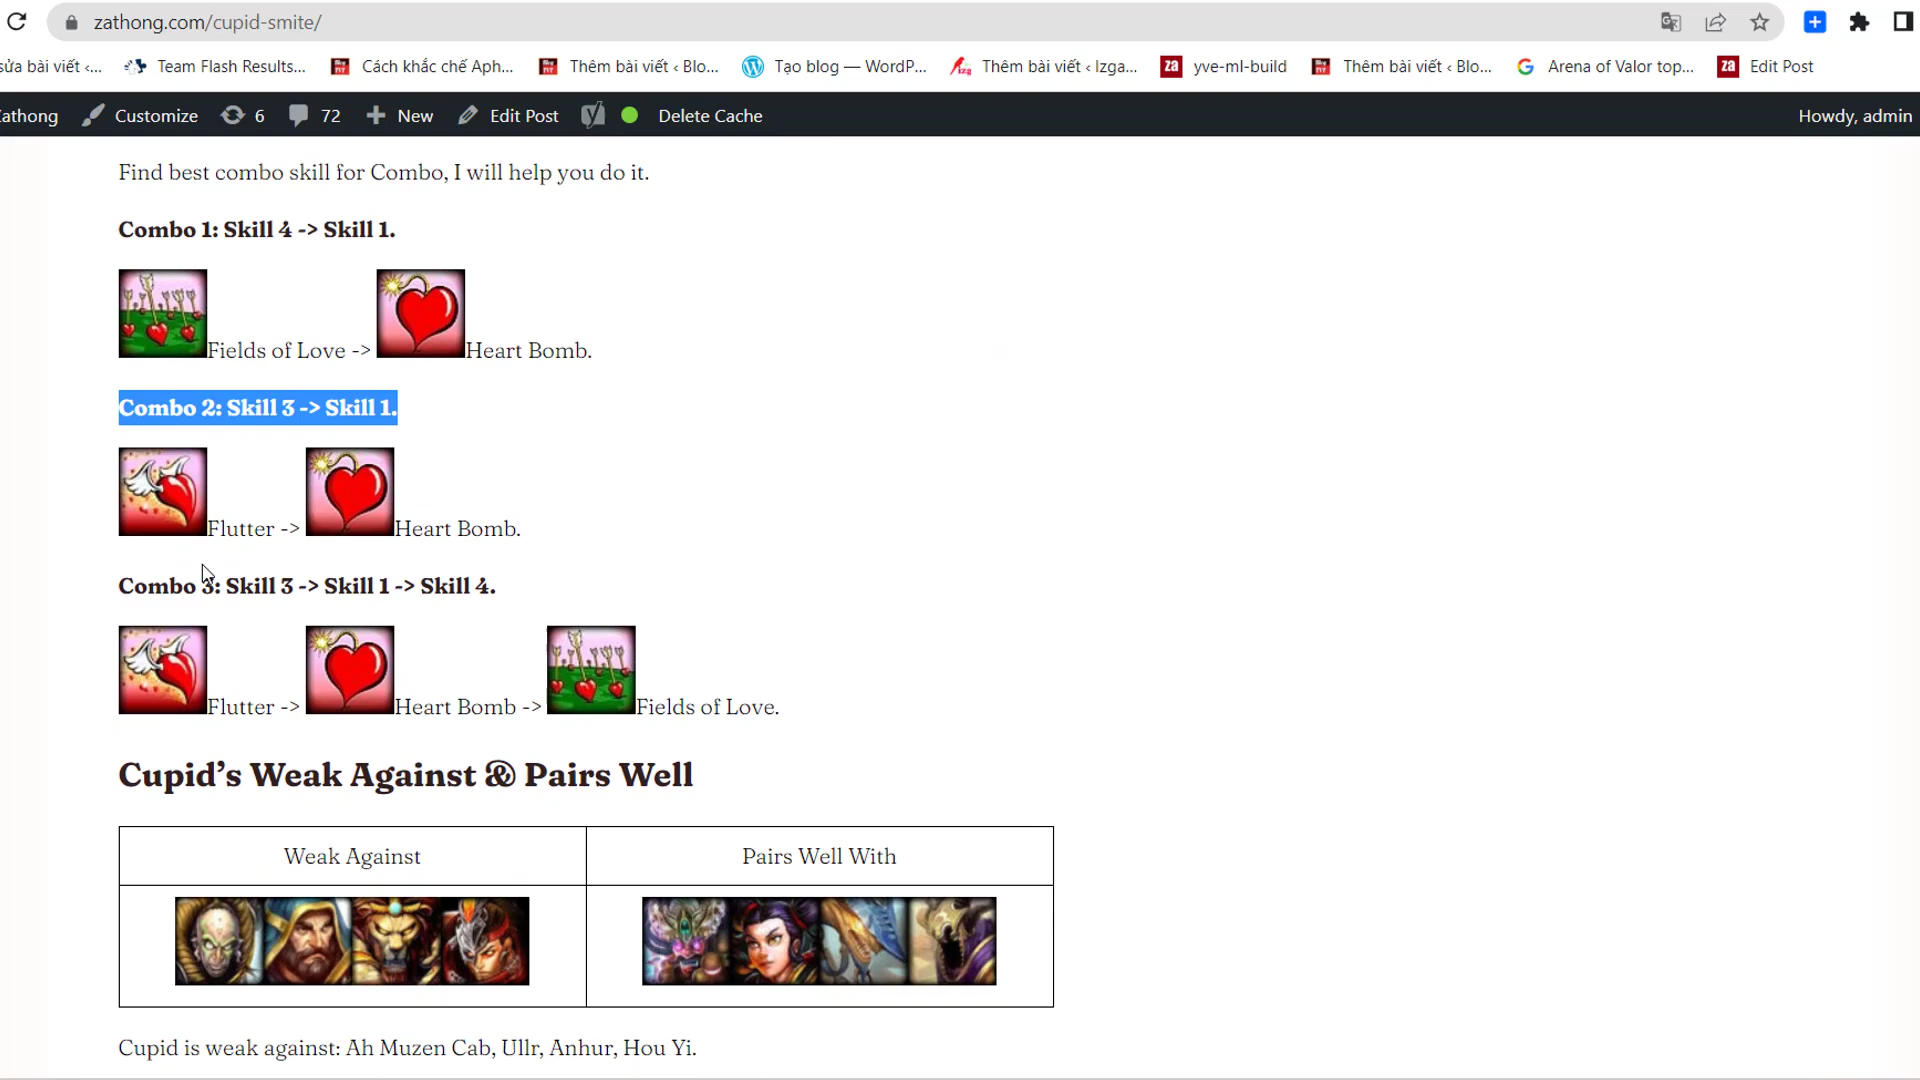 zathong.com/cupid-smite/
sửa bài viết ‹... Team Flash Results... Cách khắc chế Aph... Thêm bài viết ‹ Blo... Tạo blog — WordP... Thêm bài viết ‹ Izga... yve-ml-build Thêm bài viết ‹ Blo... Arena of Valor top... Edit Post
Zathong Customize 6 72 New Edit Post Delete Cache Howdy, admin
Find best combo skill for Combo, I will help you do it.
Combo 1: Skill 4 -> Skill 1.
Fields of Love -> Heart Bomb.
Combo 2: Skill 3 -> Skill 1.
Flutter -> Heart Bomb.
Combo 3: Skill 3 -> Skill 1 -> Skill 4.
Flutter -> Heart Bomb -> Fields of Love.
Cupid’s Weak Against & Pairs Well
Weak Against Pairs Well With
Cupid is weak against: Ah Muzen Cab, Ullr, Anhur, Hou Yi.